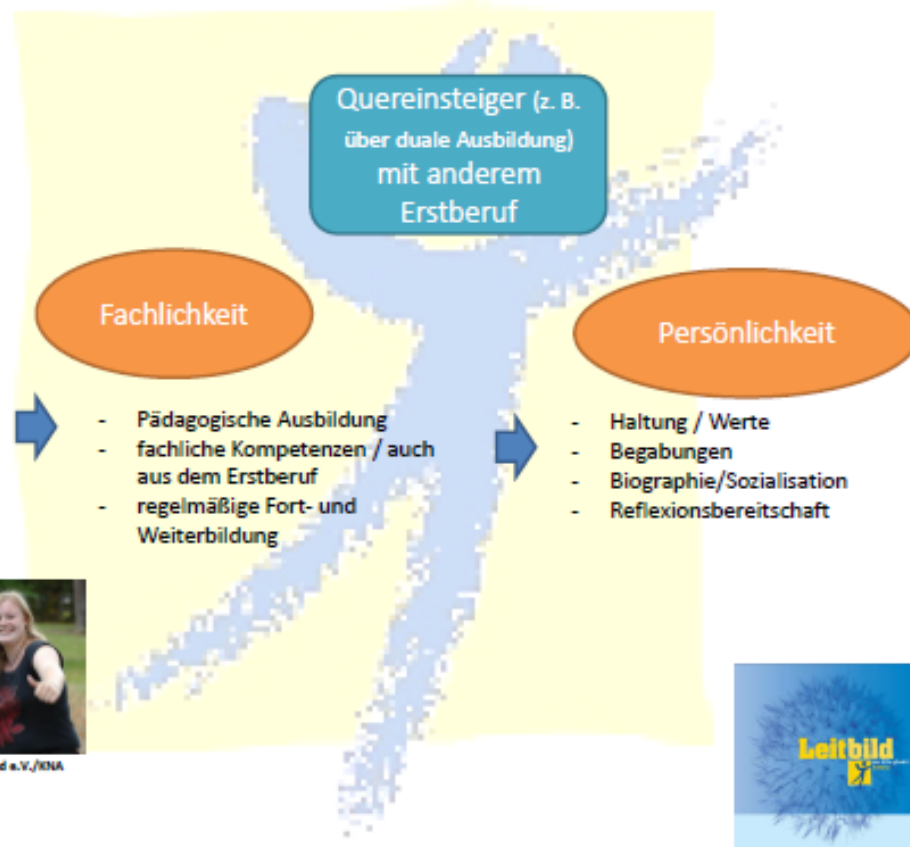 Quereinsteiger (z. B.
über duale Ausbildung)
mit anderem
Erstberuf
Fachlichkeit
Persönlichkeit
- Pädagogische Ausbildung
- fachliche Kompetenzen / auch
aus dem Erstberuf
- regelmäßige Fort- und
Weiterbildung
- Haltung / Werte
- Begabungen
- Biographie/Sozialisation
- Reflexionsbereitschaft
d e.V./KNA
Leitbild